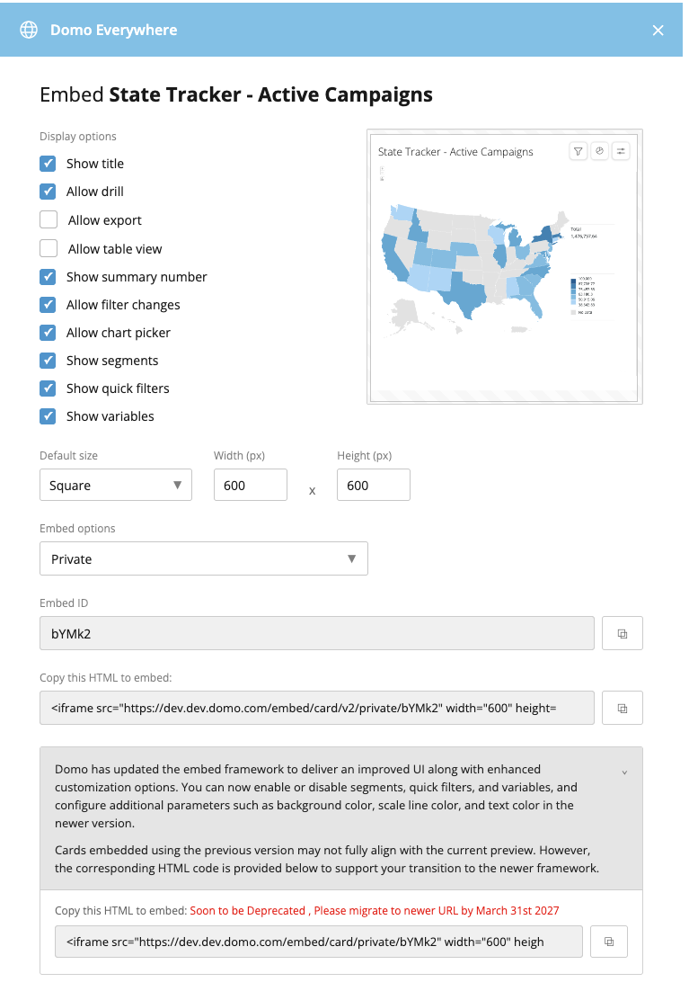 Domo Everywhere
Embed State Tracker - Active Campaigns
Display options
Show title
Allow drill
Allow export
Allow table view
Show summary number
Allow filter changes
Allow chart picker
Show segments
Show quick filters
Show variables
State Tracker - Active Campaigns
Total
1,476,757.64
100,000
No Data
Default size
Width (px)
Height (px)
Square
600
x
600
Embed options
Private
Embed ID
bYMk2
Copy this HTML to embed:
<iframe src="https://dev.dev.domo.com/embed/card/v2/private/bYMk2" width="600" height=
Domo has updated the embed framework to deliver an improved UI along with enhanced
customization options. You can now enable or disable segments, quick filters, and variables, and
configure additional parameters such as background color, scale line color, and text color in the
newer version.
Cards embedded using the previous version may not fully align with the current preview. However,
the corresponding HTML code is provided below to support your transition to the newer framework.
Copy this HTML to embed: Soon to be Deprecated , Please migrate to newer URL by March 31st 2027
<iframe src="https://dev.dev.domo.com/embed/card/private/bYMk2" width="600" heigh